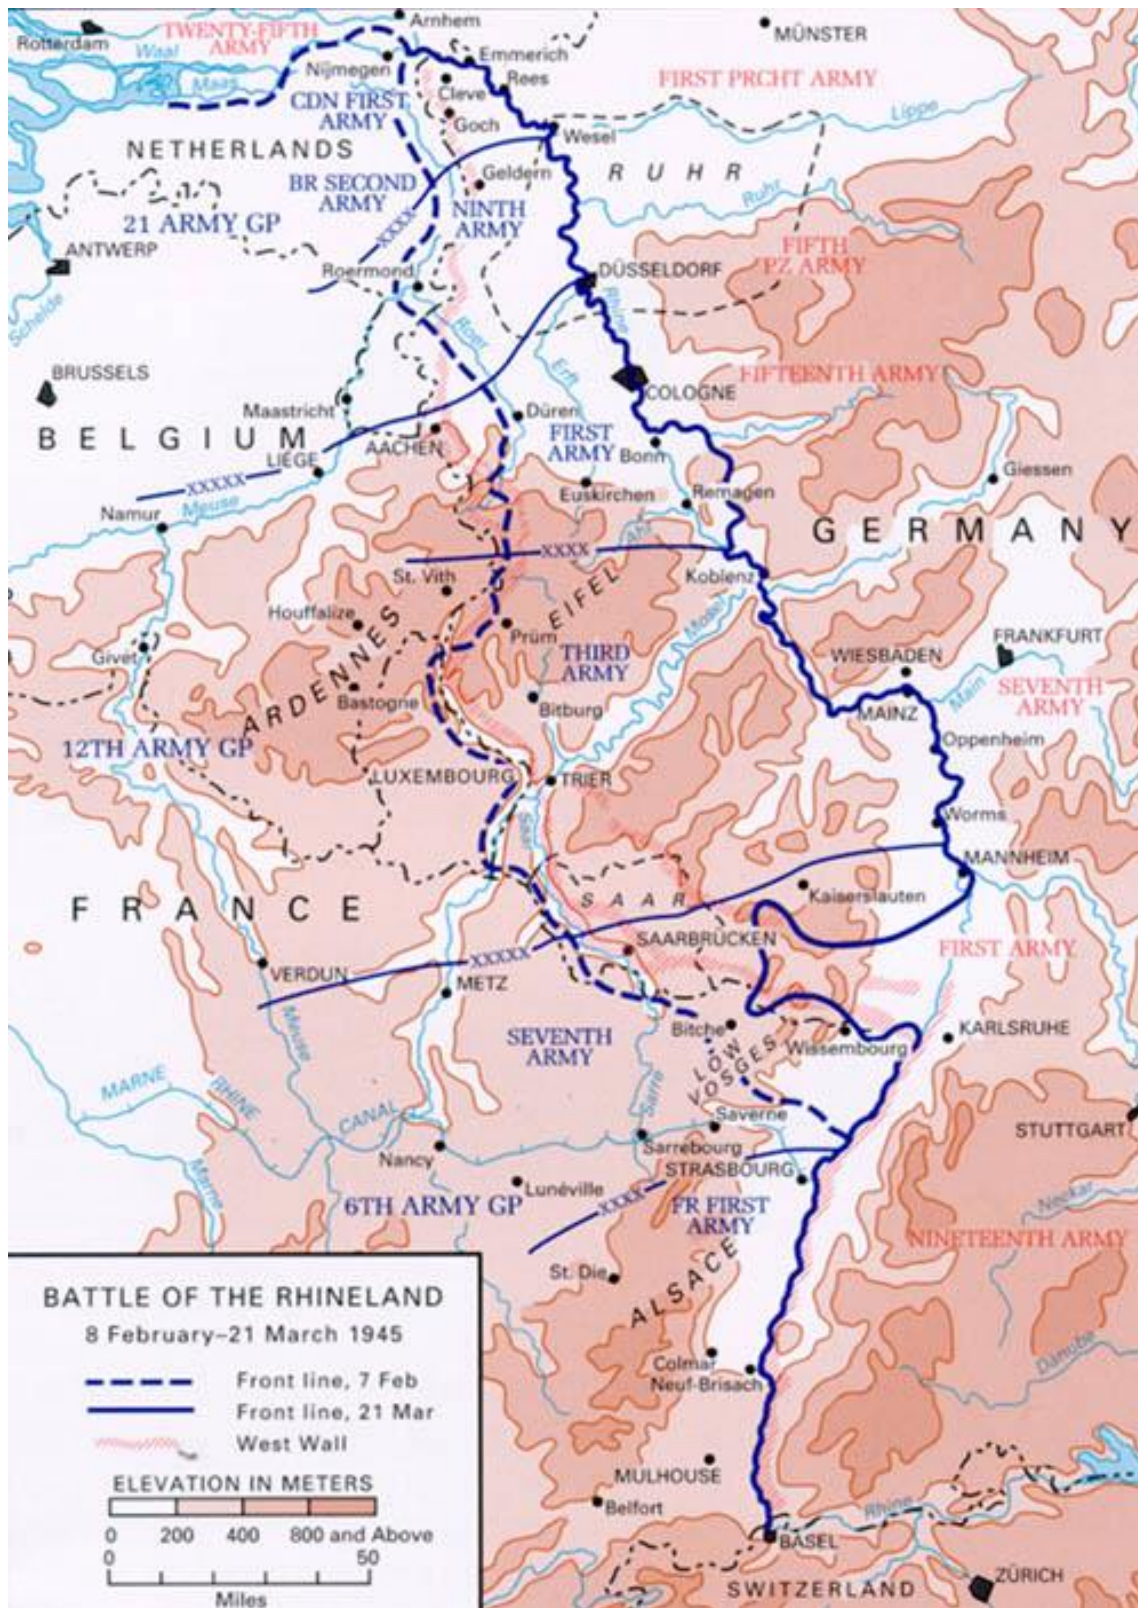 Arnhem
Rotterdam
TWENTY-FIFTH
ARMY
MÜNSTER
Waal
Emmerich
Nijmegen
Maas
Rees
FIRST PRCHT ARMY
Cleve
CDN FIRST
ARMY
Goch
Lippe
Wesel
NETHERLANDS
RUHR
Geldern
BR SECOND
ARMY
Ruhr
NINTH
ARMY
21 ARMY GP
XXXX
FIFTH
PZ ARMY
ANTWERP
Roermond
DÜSSELDORF
Schelde
Rhine
Roer
Erft
BRUSSELS
FIFTEENTH ARMY
COLOGNE
Maastricht
Düren
BELGIUM
AACHEN
FIRST
ARMY
Bonn
LIÉGE
Giessen
XXXXX
Meuse
Euskirchen
Remagen
Namur
GERMANY
Ahr
XXXX
St. Vith
Koblenz
EIFEL
Houffalize
Mosel
Prüm
FRANKFURT
Givet
THIRD
ARMY
WIESBADEN
ARDENNES
Main
SEVENTH
ARMY
Bastogne
Bitburg
MAINZ
12TH ARMY GP
Oppenheim
LUXEMBOURG
TRIER
Saar
Worms
MANNHEIM
Kaiserslauten
FRANCE
SAAR
SAARBRÜCKEN
FIRST ARMY
XXXXX
VERDUN
METZ
Meuse
SEVENTH
ARMY
Bitche
KARLSRUHE
LOW
VOSGES
Wissembourg
MARNE
RHINE
CANAL
Sarre
Saverne
STUTTGART
Nancy
Sarrebourg
STRASBOURG
Marne
Lunéville
6TH ARMY GP
XXXX
FR FIRST
ARMY
Neckar
NINETEENTH ARMY
St. Die
ALSACE
Colmar
Neuf-Brisach
Danube
MULHOUSE
Belfort
Rhine
BASEL
ZÜRICH
SWITZERLAND
BATTLE OF THE RHINELAND
8 February–21 March 1945
Front line, 7 Feb
Front line, 21 Mar
West Wall
ELEVATION IN METERS
0 200 400 800 and Above
0 50
Miles